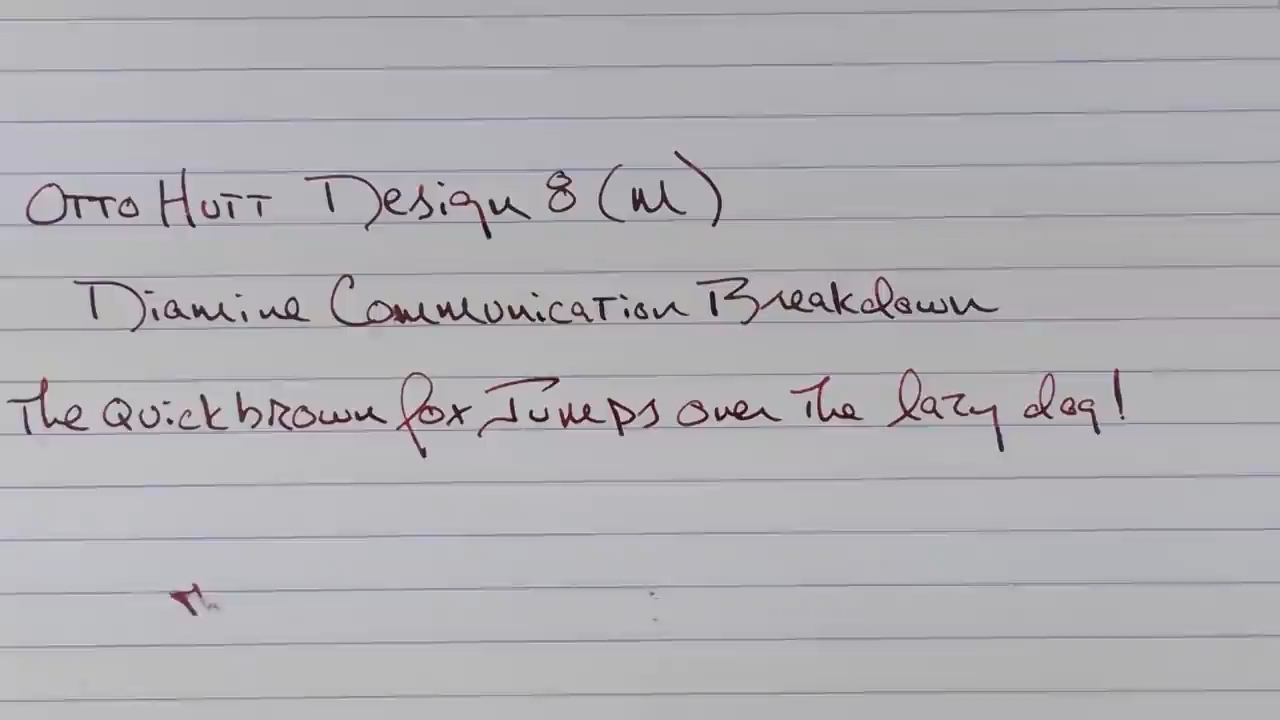 Otto Hutt Design 8 (M)
Diamine Communication Breakdown
The Quick brown fox Jumps over the lazy dog!